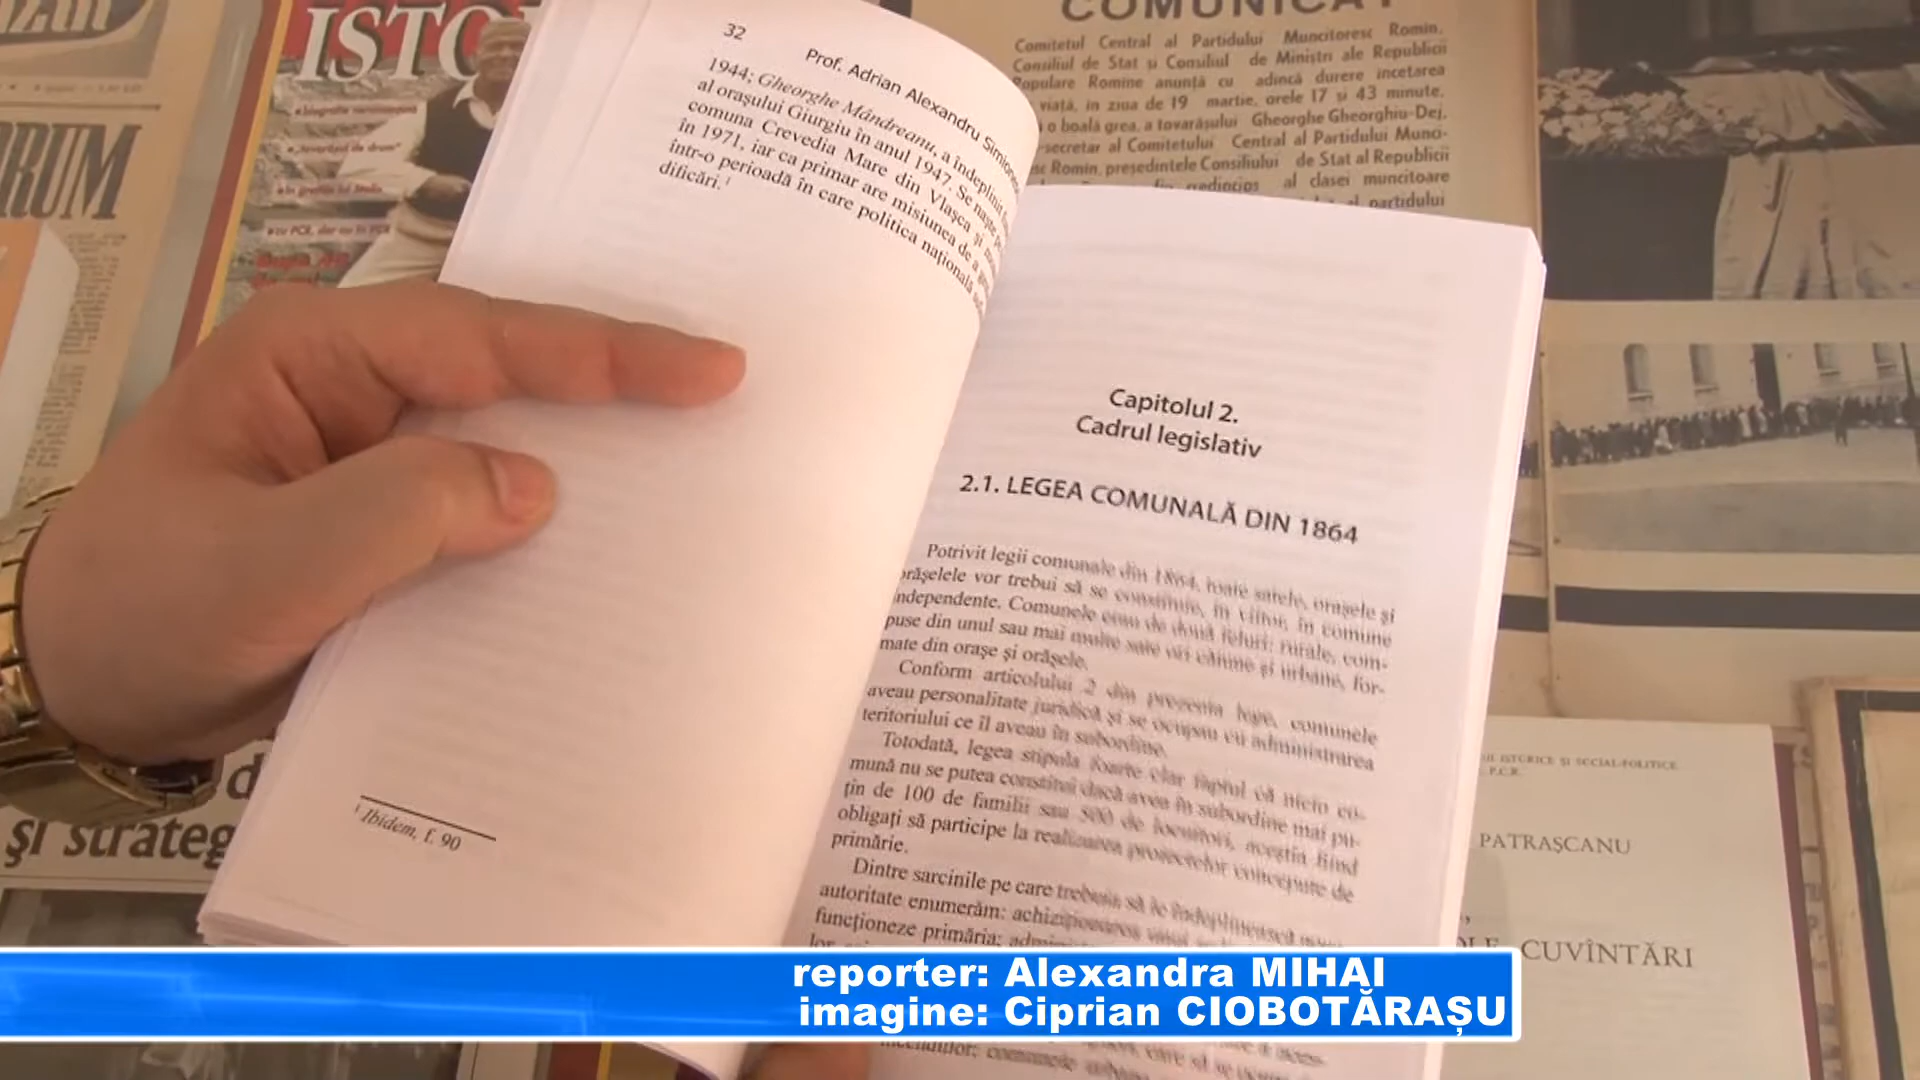 ISTO
RUM
COMUNICAT
Comitetul Central al Partidului Muncitoresc Romîn,
Consiliul de Stat și Consiliul de Miniștri ale Republicii
Populare Romîne anunță cu adîncă durere încetarea
viață, în ziua de 19 martie, orele 17 și 43 minute,
o boală grea, a tovarășului Gheorghe Gheorghiu-Dej,
-secretar al Comitetului Central al Partidului Munci-
Romîn, președintele Consiliului de Stat al Republicii
al clasei muncitoare
al partidului
32
Prof. Adrian Alexandru
1944; Gheorghe Mândreanu, a îndeplinit
al orașului Giurgiu în anul 1947. Se naște
comuna Crevedia Mare din Vlașca și
în 1971, iar ca primar are misiunea de a
într-o perioadă în care politica națională
dificări.¹
¹ Ibidem, f. 90
Capitolul 2.
Cadrul legislativ
2.1. LEGEA COMUNALĂ DIN 1864
Potrivit legii comunale din 1864, toate satele, orașele și
orășelele vor trebui să se constituie, în viitor, în comune
independente. Comunele erau de două feluri: rurale, com-
puse din unul sau mai multe sate ori cătune și urbane, for-
mate din orașe și orășele.
Conform articolului 2 din prezenta lege, comunele
aveau personalitate juridică și se ocupau cu administrarea
teritoriului ce îl aveau în subordine.
Totodată, legea stipula foarte clar faptul că nicio co-
mună nu se putea constitui dacă avea în subordine mai pu-
țin de 100 de familii sau 500 de locuitori, aceștia fiind
obligați să participe la realizarea proiectelor concepute de
primărie.
Dintre sarcinile pe care trebuia să le îndeplinească
autoritate enumerăm: achiziționarea unui
funcționeze primăria;
și strateg
ISTORICE ȘI SOCIAL-POLITICE
P.C.R.
PATRAȘCANU
CUVÎNTĂRI
reporter: Alexandra MIHAI
imagine: Ciprian CIOBOTĂRAȘU